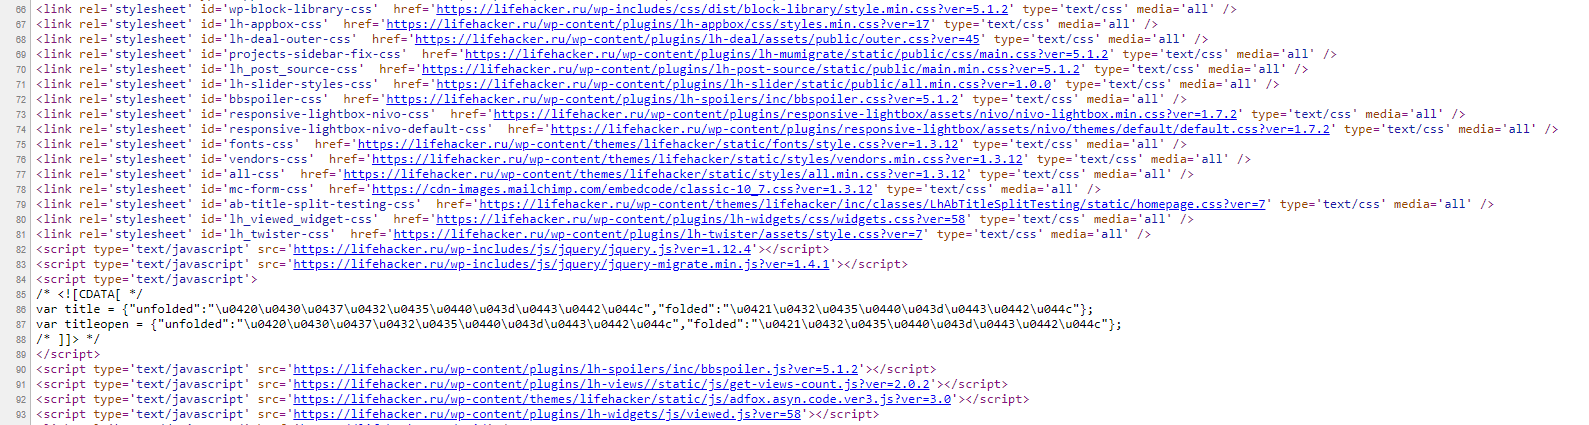 66 <link rel='stylesheet' id='wp-block-library-css'  href='https://lifehacker.ru/wp-includes/css/dist/block-library/style.min.css?ver=5.1.2' type='text/css' media='all' />
67 <link rel='stylesheet' id='lh-appbox-css'  href='https://lifehacker.ru/wp-content/plugins/lh-appbox/css/styles.min.css?ver=17' type='text/css' media='all' />
68 <link rel='stylesheet' id='lh-deal-outer-css'  href='https://lifehacker.ru/wp-content/plugins/lh-deal/assets/public/outer.css?ver=45' type='text/css' media='all' />
69 <link rel='stylesheet' id='projects-sidebar-fix-css'  href='https://lifehacker.ru/wp-content/plugins/lh-mumigrate/static/public/css/main.css?ver=5.1.2' type='text/css' media='all' />
70 <link rel='stylesheet' id='lh_post_source-css'  href='https://lifehacker.ru/wp-content/plugins/lh-post-source/static/public/main.min.css?ver=5.1.2' type='text/css' media='all' />
71 <link rel='stylesheet' id='lh-slider-styles-css'  href='https://lifehacker.ru/wp-content/plugins/lh-slider/static/public/all.min.css?ver=1.0.0' type='text/css' media='all' />
72 <link rel='stylesheet' id='bbspoiler-css'  href='https://lifehacker.ru/wp-content/plugins/lh-spoilers/inc/bbspoiler.css?ver=5.1.2' type='text/css' media='all' />
73 <link rel='stylesheet' id='responsive-lightbox-nivo-css'  href='https://lifehacker.ru/wp-content/plugins/responsive-lightbox/assets/nivo/nivo-lightbox.min.css?ver=1.7.2' type='text/css' media='all' />
74 <link rel='stylesheet' id='responsive-lightbox-nivo-default-css'  href='https://lifehacker.ru/wp-content/plugins/responsive-lightbox/assets/nivo/themes/default/default.css?ver=1.7.2' type='text/css' media='all' />
75 <link rel='stylesheet' id='fonts-css'  href='https://lifehacker.ru/wp-content/themes/lifehacker/static/fonts/style.css?ver=1.3.12' type='text/css' media='all' />
76 <link rel='stylesheet' id='vendors-css'  href='https://lifehacker.ru/wp-content/themes/lifehacker/static/styles/vendors.min.css?ver=1.3.12' type='text/css' media='all' />
77 <link rel='stylesheet' id='all-css'  href='https://lifehacker.ru/wp-content/themes/lifehacker/static/styles/all.min.css?ver=1.3.12' type='text/css' media='all' />
78 <link rel='stylesheet' id='mc-form-css'  href='https://cdn-images.mailchimp.com/embedcode/classic-10_7.css?ver=1.3.12' type='text/css' media='all' />
79 <link rel='stylesheet' id='ab-title-split-testing-css'  href='https://lifehacker.ru/wp-content/themes/lifehacker/inc/classes/LhAbTitleSplitTesting/static/homepage.css?ver=7' type='text/css' media='all' />
80 <link rel='stylesheet' id='lh_viewed_widget-css'  href='https://lifehacker.ru/wp-content/plugins/lh-widgets/css/widgets.css?ver=58' type='text/css' media='all' />
81 <link rel='stylesheet' id='lh_twister-css'  href='https://lifehacker.ru/wp-content/plugins/lh-twister/assets/style.css?ver=7' type='text/css' media='all' />
82 <script type='text/javascript' src='https://lifehacker.ru/wp-includes/js/jquery/jquery.js?ver=1.12.4'></script>
83 <script type='text/javascript' src='https://lifehacker.ru/wp-includes/js/jquery/jquery-migrate.min.js?ver=1.4.1'></script>
84 <script type='text/javascript'>
85 /* <![CDATA[ */
86 var title = {"unfolded":"\u0420\u0430\u0437\u0432\u0435\u0440\u043d\u0443\u0442\u044c","folded":"\u0421\u0432\u0435\u0440\u043d\u0443\u0442\u044c"};
87 var titleopen = {"unfolded":"\u0420\u0430\u0437\u0432\u0435\u0440\u043d\u0443\u0442\u044c","folded":"\u0421\u0432\u0435\u0440\u043d\u0443\u0442\u044c"};
88 /* ]]> */
89 </script>
90 <script type='text/javascript' src='https://lifehacker.ru/wp-content/plugins/lh-spoilers/inc/bbspoiler.js?ver=5.1.2'></script>
91 <script type='text/javascript' src='https://lifehacker.ru/wp-content/plugins/lh-views//static/js/get-views-count.js?ver=2.0.2'></script>
92 <script type='text/javascript' src='https://lifehacker.ru/wp-content/themes/lifehacker/static/js/adfox.asyn.code.ver3.js?ver=3.0'></script>
93 <script type='text/javascript' src='https://lifehacker.ru/wp-content/plugins/lh-widgets/js/viewed.js?ver=58'></script>